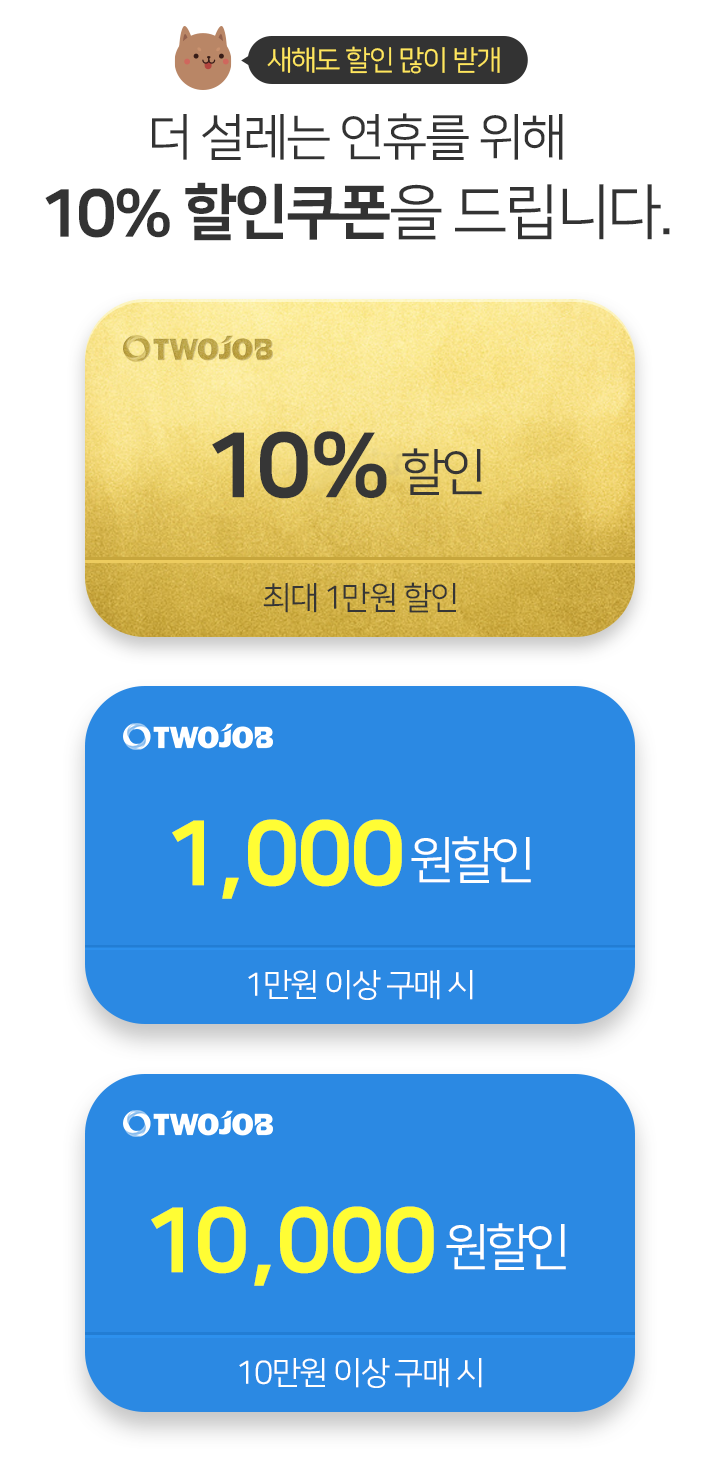 새해도 할인 많이 받개
더 설레는 연휴를 위해
10% 할인쿠폰을 드립니다.
TWOJOB
10% 할인
최대 1만원 할인
TWOJOB
1,000 원할인
1만원 이상 구매 시
TWOJOB
10,000 원할인
10만원 이상 구매 시